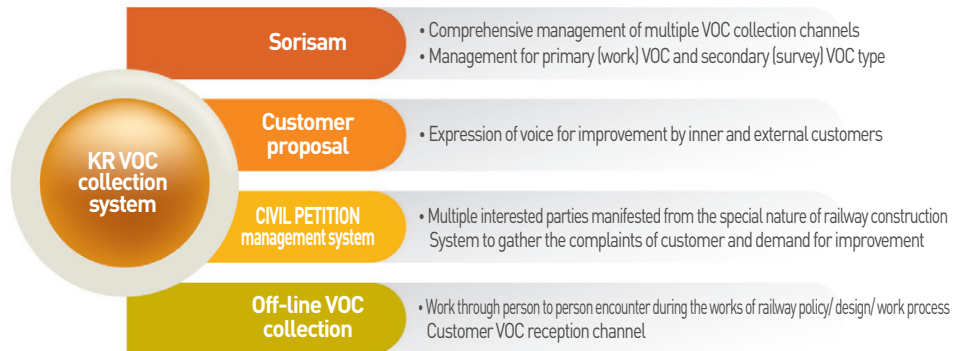 KR VOC
collection
system
Sorisam
• Comprehensive management of multiple VOC collection channels
• Management for primary (work) VOC and secondary (survey) VOC type
Customer
proposal
• Expression of voice for improvement by inner and external customers
CIVIL PETITION
management system
• Multiple interested parties manifested from the special nature of railway construction
System to gather the complaints of customer and demand for improvement
Off-line VOC
collection
• Work through person to person encounter during the works of railway policy/ design/ work process
Customer VOC reception channel